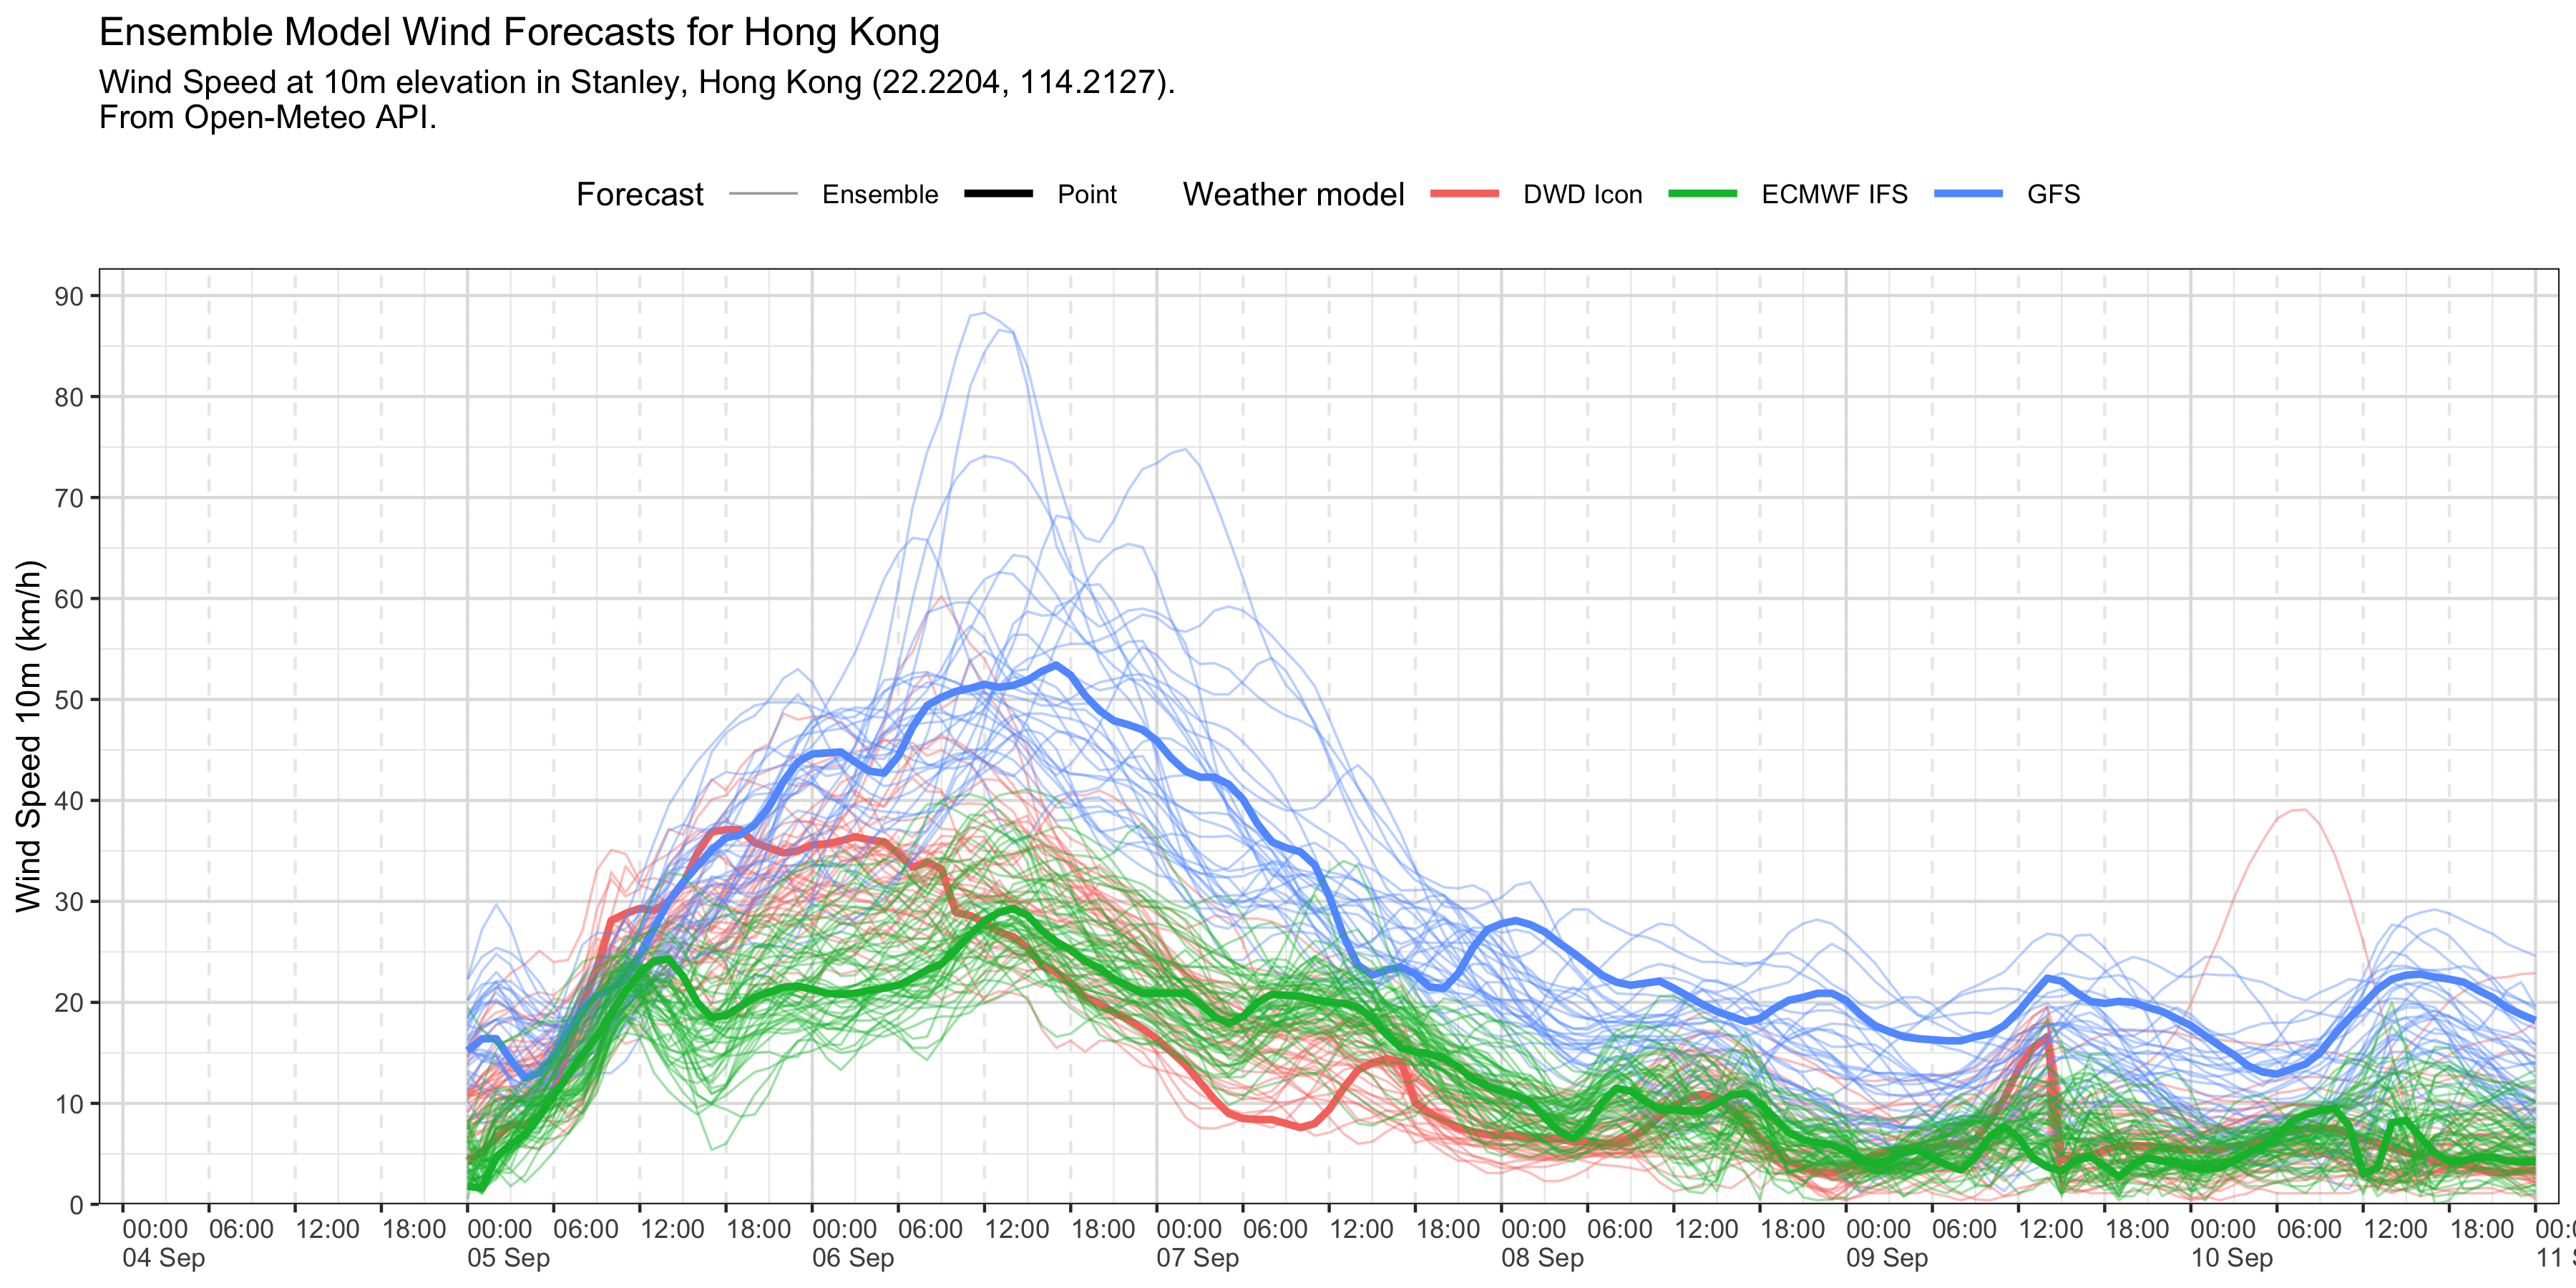 Ensemble Model Wind Forecasts for Hong Kong
Wind Speed at 10m elevation in Stanley, Hong Kong (22.2204, 114.2127).
From Open-Meteo API.
Forecast Ensemble Point Weather model DWD Icon ECMWF IFS GFS
Wind Speed 10m (km/h)
90
80
70
60
50
40
30
20
10
0
00:00 06:00 12:00 18:00 00:00 06:00 12:00 18:00 00:00 06:00 12:00 18:00 00:00 06:00 12:00 18:00 00:00 06:00 12:00 18:00 00:00 06:00 12:00 18:00 00:00 06:00 12:00 18:00
04 Sep 05 Sep 06 Sep 07 Sep 08 Sep 09 Sep 10 Sep 11